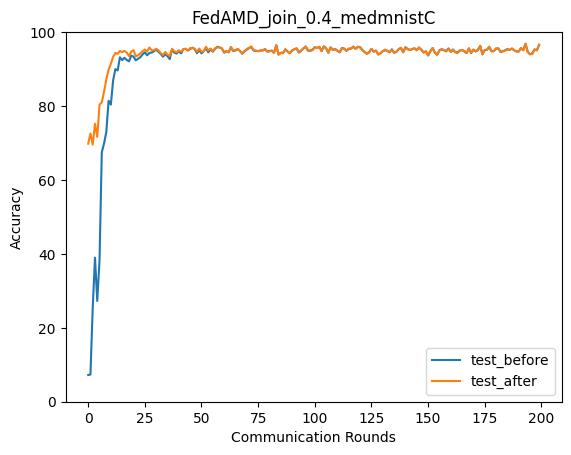 FedAMD_join_0.4_medmnistC
100
80
60
40
20
0
Accuracy
0 25 50 75 100 125 150 175 200
Communication Rounds
test_before
test_after